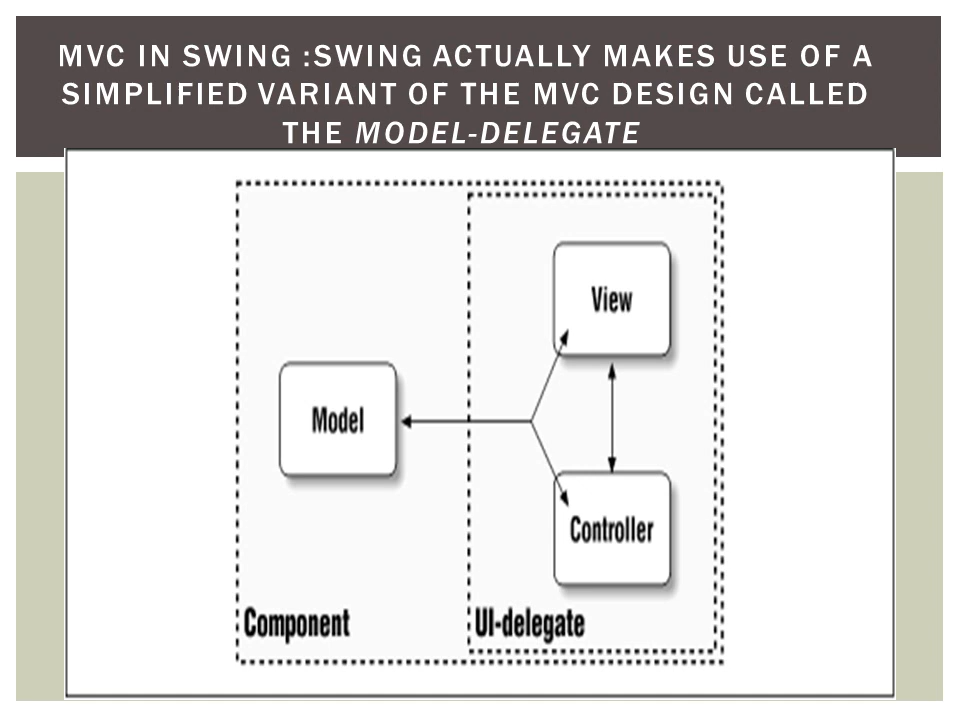 MVC IN SWING :SWING ACTUALLY MAKES USE OF A
SIMPLIFIED VARIANT OF THE MVC DESIGN CALLED
THE MODEL-DELEGATE
View
Model
Controller
Component
UI-delegate